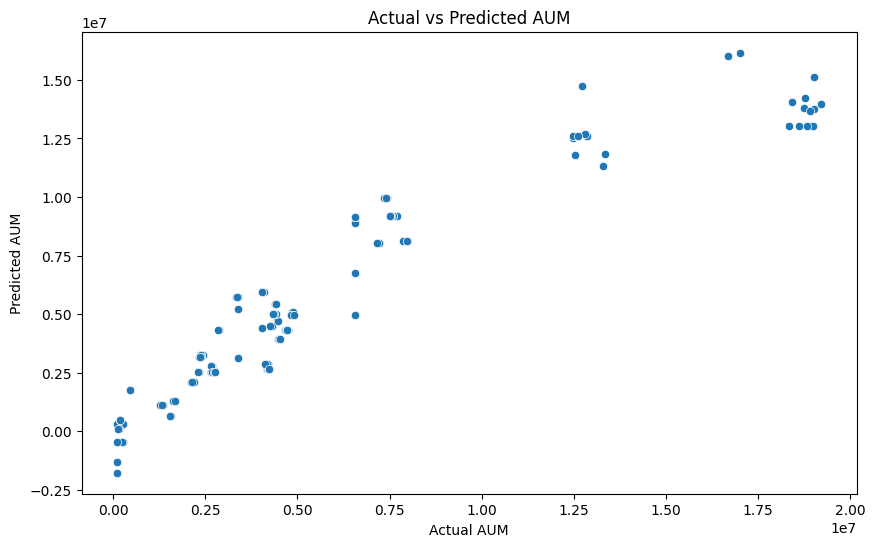 Actual vs Predicted AUM
1e7
1.50
1.25
1.00
0.75
0.50
0.25
0.00
−0.25
Predicted AUM
0.00 0.25 0.50 0.75 1.00 1.25 1.50 1.75 2.00
1e7
Actual AUM